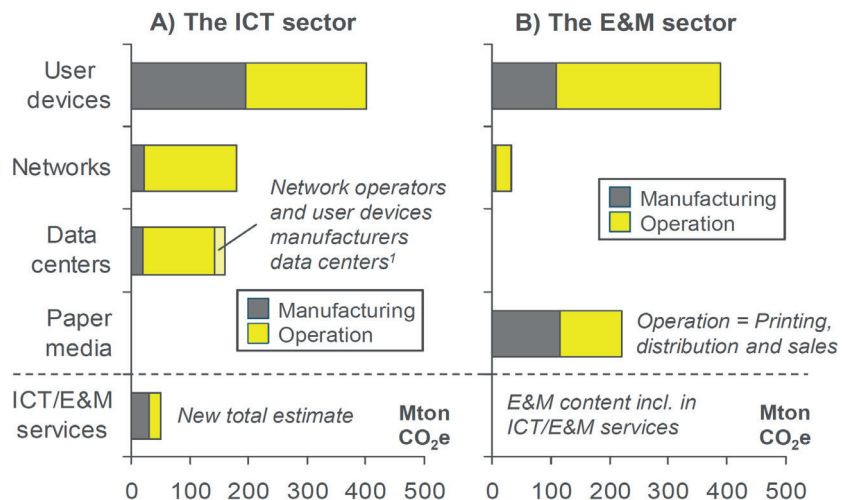 A) The ICT sector
B) The E&M sector
User
devices
Networks
Network operators
and user devices
manufacturers
data centers¹
Manufacturing
Operation
Data
centers
Manufacturing
Operation
Paper
media
Operation = Printing,
distribution and sales
ICT/E&M
services
New total estimate
Mton
CO₂e
E&M content incl. in
ICT/E&M services
Mton
CO₂e
0 100 200 300 400 500
0 100 200 300 400 500